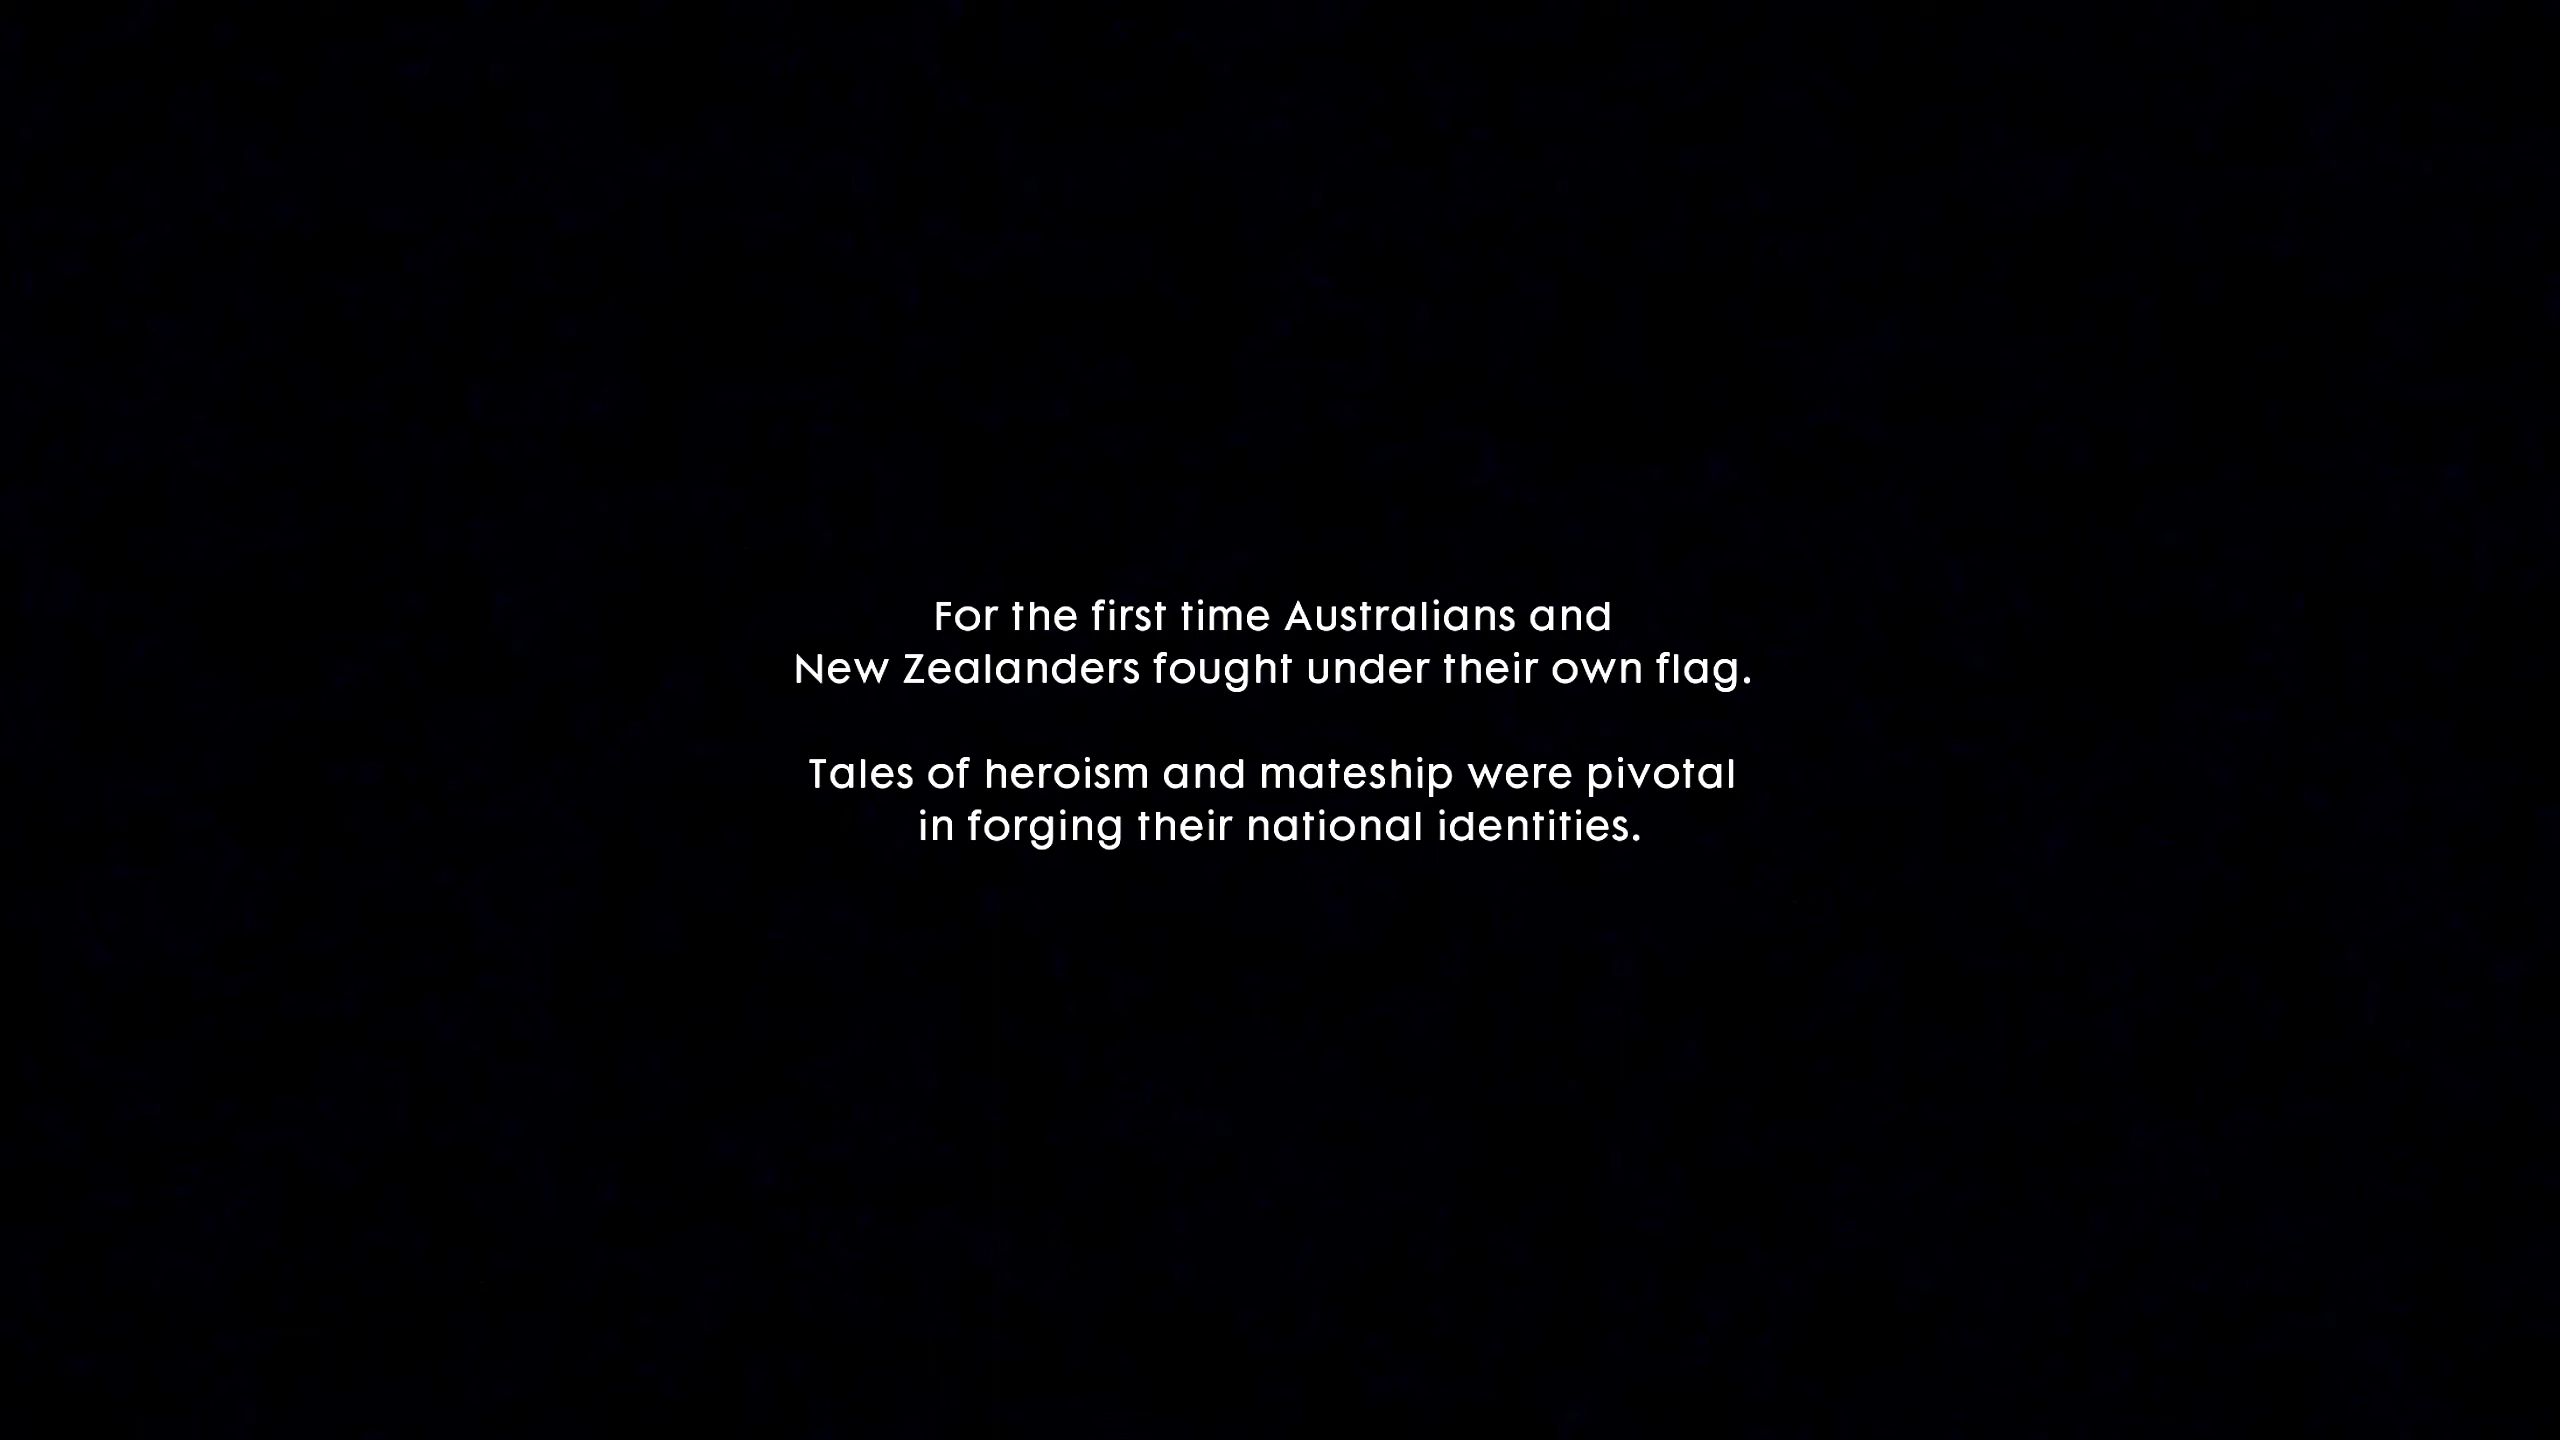 For the first time Australians and
New Zealanders fought under their own flag.
Tales of heroism and mateship were pivotal
in forging their national identities.